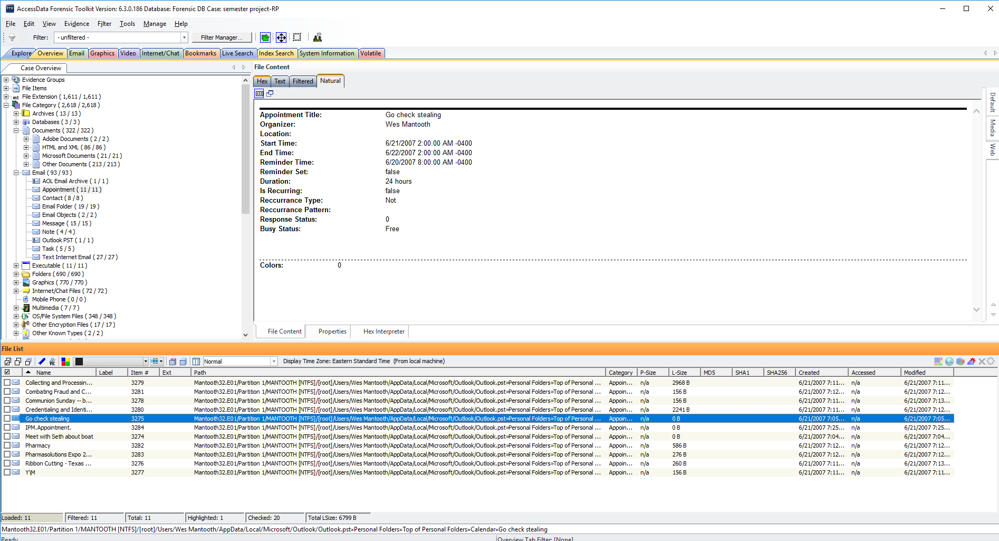 AccessData Forensic Toolkit Version: 6.3.0.186 Database: Forensic DB Case: semester project-RP
File Edit View Evidence Filter Tools Manage Help
Filter: - unfiltered - Filter Manager...
Explore Overview Email Graphics Video Internet/Chat Bookmarks Live Search Index Search System Information Volatile
Case Overview
Evidence Groups
File Items
File Extension ( 1,611 / 1,611 )
File Category ( 2,618 / 2,618 )
Archives ( 13 / 13 )
Databases ( 3 / 3 )
Documents ( 322 / 322 )
Adobe Documents ( 2 / 2 )
HTML and XML ( 86 / 86 )
Microsoft Documents ( 21 / 21 )
Other Documents ( 213 / 213 )
Email ( 93 / 93 )
AOL Email Archive ( 1 / 1 )
Appointment ( 11 / 11 )
Contact ( 8 / 8 )
Email Folder ( 19 / 19 )
Email Objects ( 2 / 2 )
Message ( 15 / 15 )
Note ( 4 / 4 )
Outlook PST ( 1 / 1 )
Task ( 5 / 5 )
Text Internet Email ( 27 / 27 )
Executable ( 11 / 11 )
Folders ( 690 / 690 )
Graphics ( 770 / 770 )
Internet/Chat Files ( 72 / 72 )
Mobile Phone ( 0 / 0 )
Multimedia ( 7 / 7 )
OS/File System Files ( 348 / 348 )
Other Encryption Files ( 17 / 17 )
Other Known Types ( 2 / 2 )
File Content
Hex Text Filtered Natural
Appointment Title: Go check stealing
Organizer: Wes Mantooth
Location:
Start Time: 6/21/2007 2:00:00 AM -0400
End Time: 6/22/2007 2:00:00 AM -0400
Reminder Time: 6/20/2007 8:00:00 AM -0400
Reminder Set: false
Duration: 24 hours
Is Recurring: false
Reccurrance Type: Not
Reccurrance Pattern:
Response Status: 0
Busy Status: Free
Colors: 0
Default
Media
Web
File Content Properties Hex Interpreter
File List
Normal Display Time Zone: Eastern Standard Time (From local machine)
Name Label Item # Ext Path Category P-Size L-Size MD5 SHA1 SHA256 Created Accessed Modified
Collecting and Processin... 3279 Mantooth32.E01/Partition 1/MANTOOTH [NTFS]/[root]/Users/Wes Mantooth/AppData/Local/Microsoft/Outlook/Outlook.pst»Personal Folders»Top of Personal ... Appoin... n/a 2968 B 6/21/2007 7:11... n/a 6/21/2007 7:11...
Combating Fraud and C... 3281 Mantooth32.E01/Partition 1/MANTOOTH [NTFS]/[root]/Users/Wes Mantooth/AppData/Local/Microsoft/Outlook/Outlook.pst»Personal Folders»Top of Personal ... Appoin... n/a 156 B 6/21/2007 7:12... n/a 6/21/2007 7:12...
Communion Sunday -- b... 3278 Mantooth32.E01/Partition 1/MANTOOTH [NTFS]/[root]/Users/Wes Mantooth/AppData/Local/Microsoft/Outlook/Outlook.pst»Personal Folders»Top of Personal ... Appoin... n/a 156 B 6/21/2007 7:11... n/a 6/21/2007 7:13...
Credentialing and Identi... 3280 Mantooth32.E01/Partition 1/MANTOOTH [NTFS]/[root]/Users/Wes Mantooth/AppData/Local/Microsoft/Outlook/Outlook.pst»Personal Folders»Top of Personal ... Appoin... n/a 2241 B 6/21/2007 7:11... n/a 6/21/2007 7:12...
Go check stealing 3275 Mantooth32.E01/Partition 1/MANTOOTH [NTFS]/[root]/Users/Wes Mantooth/AppData/Local/Microsoft/Outlook/Outlook.pst»Personal Folders»Top of Personal ... Appoin... n/a 0 B 6/21/2007 7:05... n/a 6/21/2007 7:05...
IPM.Appointment. 3284 Mantooth32.E01/Partition 1/MANTOOTH [NTFS]/[root]/Users/Wes Mantooth/AppData/Local/Microsoft/Outlook/Outlook.pst»Personal Folders»Top of Personal ... Appoin... n/a 0 B 6/21/2007 7:25... n/a 6/21/2007 7:25...
Meet with Seth about boat 3274 Mantooth32.E01/Partition 1/MANTOOTH [NTFS]/[root]/Users/Wes Mantooth/AppData/Local/Microsoft/Outlook/Outlook.pst»Personal Folders»Top of Personal ... Appoin... n/a 0 B 6/21/2007 7:04... n/a 6/21/2007 7:04...
Pharmacy 3282 Mantooth32.E01/Partition 1/MANTOOTH [NTFS]/[root]/Users/Wes Mantooth/AppData/Local/Microsoft/Outlook/Outlook.pst»Personal Folders»Top of Personal ... Appoin... n/a 586 B 6/21/2007 7:12... n/a 6/21/2007 7:12...
Pharmasolutions Expo 2... 3283 Mantooth32.E01/Partition 1/MANTOOTH [NTFS]/[root]/Users/Wes Mantooth/AppData/Local/Microsoft/Outlook/Outlook.pst»Personal Folders»Top of Personal ... Appoin... n/a 276 B 6/21/2007 7:12... n/a 6/21/2007 7:12...
Ribbon Cutting - Texas ... 3276 Mantooth32.E01/Partition 1/MANTOOTH [NTFS]/[root]/Users/Wes Mantooth/AppData/Local/Microsoft/Outlook/Outlook.pst»Personal Folders»Top of Personal ... Appoin... n/a 260 B 6/21/2007 7:11... n/a 6/21/2007 7:13...
Y\M 3277 Mantooth32.E01/Partition 1/MANTOOTH [NTFS]/[root]/Users/Wes Mantooth/AppData/Local/Microsoft/Outlook/Outlook.pst»Personal Folders»Top of Personal ... Appoin... n/a 156 B 6/21/2007 7:11... n/a 6/21/2007 7:11...
Loaded: 11 Filtered: 11 Total: 11 Highlighted: 1 Checked: 20 Total LSize: 6799 B
Mantooth32.E01/Partition 1/MANTOOTH [NTFS]/[root]/Users/Wes Mantooth/AppData/Local/Microsoft/Outlook/Outlook.pst»Personal Folders»Top of Personal Folders»Calendar»Go check stealing
Ready Overview Tab Filter: [None]